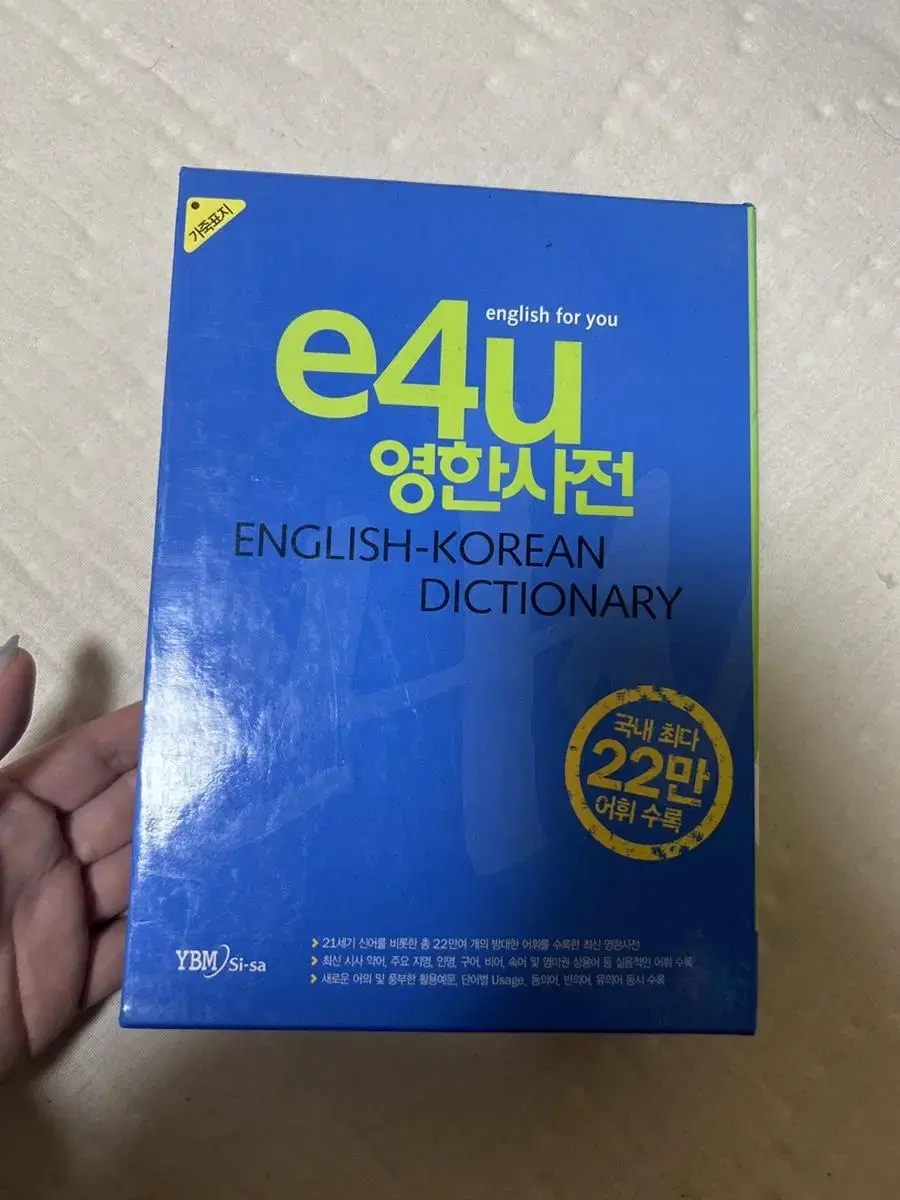 가죽표지
english for you
e4u
영한사전
ENGLISH-KOREAN
DICTIONARY
국내 최다
22만
어휘 수록
YBM Si-sa
21세기 신어를 비롯한 총 22만여 개의 방대한 어휘를 수록한 최신 영한사전
최신 시사 약어, 주요 지명, 인명, 구어, 비어, 속어 및 영미권 상용어 등 실용적인 어휘 수록
새로운 어의 및 풍부한 활용예문, 단어별 Usage, 동의어, 반의어, 유의어 동시 수록